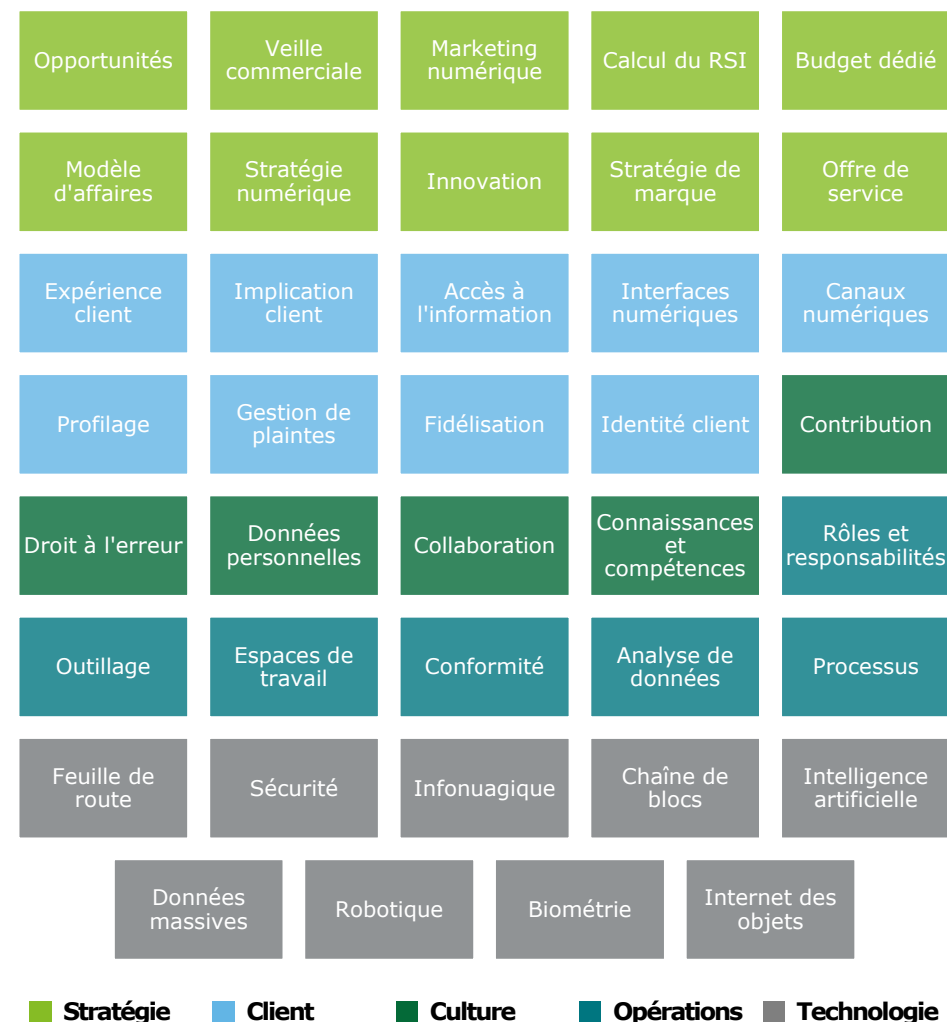 Opportunités
Veille
commerciale
Marketing
numérique
Calcul du RSI
Budget dédié
Modèle
d'affaires
Stratégie
numérique
Innovation
Stratégie de
marque
Offre de
service
Expérience
client
Implication
client
Accès à
l'information
Interfaces
numériques
Canaux
numériques
Profilage
Gestion de
plaintes
Fidélisation
Identité client
Contribution
Droit à l'erreur
Données
personnelles
Collaboration
Connaissances
et
compétences
Rôles et
responsabilités
Outillage
Espaces de
travail
Conformité
Analyse de
données
Processus
Feuille de
route
Sécurité
Infonuagique
Chaîne de
blocs
Intelligence
artificielle
Données
massives
Robotique
Biométrie
Internet des
objets
Stratégie
Client
Culture
Opérations
Technologie